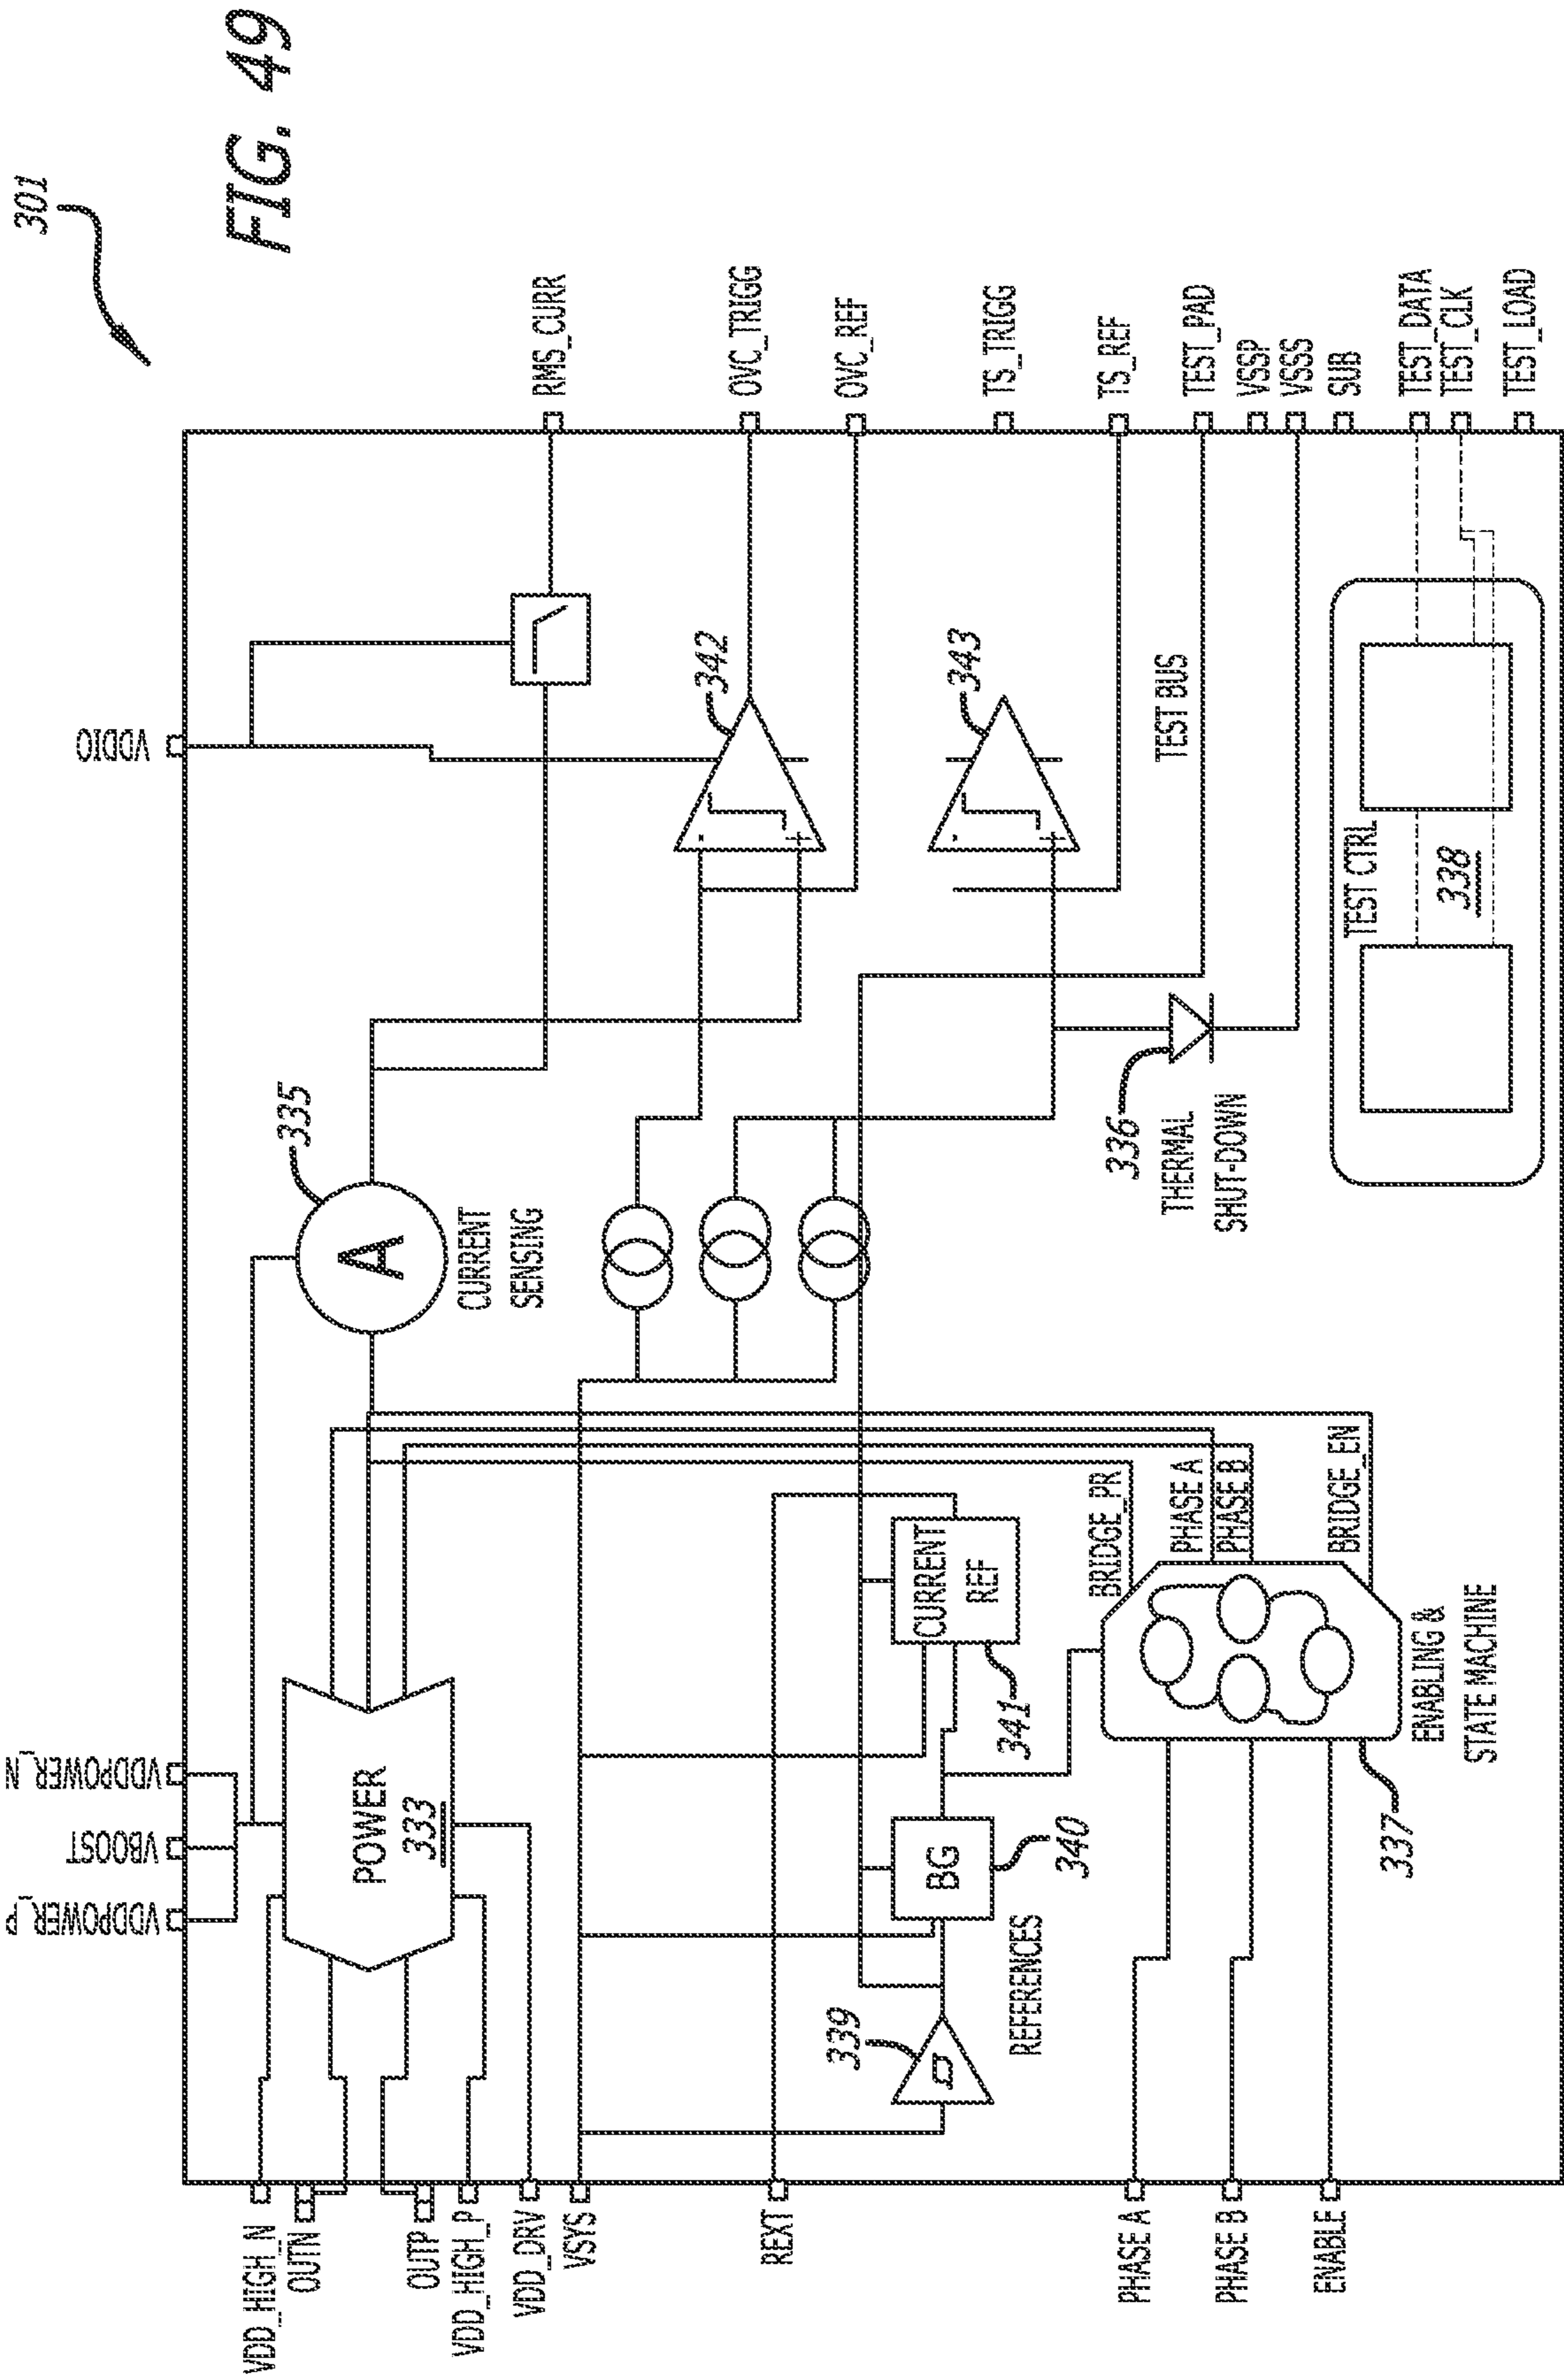 301
FIG. 49
VDDPOWER_P
VBOOST
VDDPOWER_N
VDDIO
VDD_HIGH_N
OUTN
OUTP
VDD_HIGH_P
VDD_DRV
VSYS
REXT
PHASE A
PHASE B
ENABLE
POWER
333
A
335
CURRENT
SENSING
RMS_CURR
OVC_TRIGG
OVC_REF
TS_TRIGG
TS_REF
TEST_PAD
VSSP
VSSS
SUB
TEST_DATA
TEST_CLK
TEST_LOAD
342
-
+
343
-
+
TEST BUS
339
REFERENCES
BG
340
CURRENT
REF
341
336
THERMAL
SHUT-DOWN
BRIDGE_PR
PHASE A
PHASE B
BRIDGE_EN
337
ENABLING &
STATE MACHINE
TEST CTRL
338